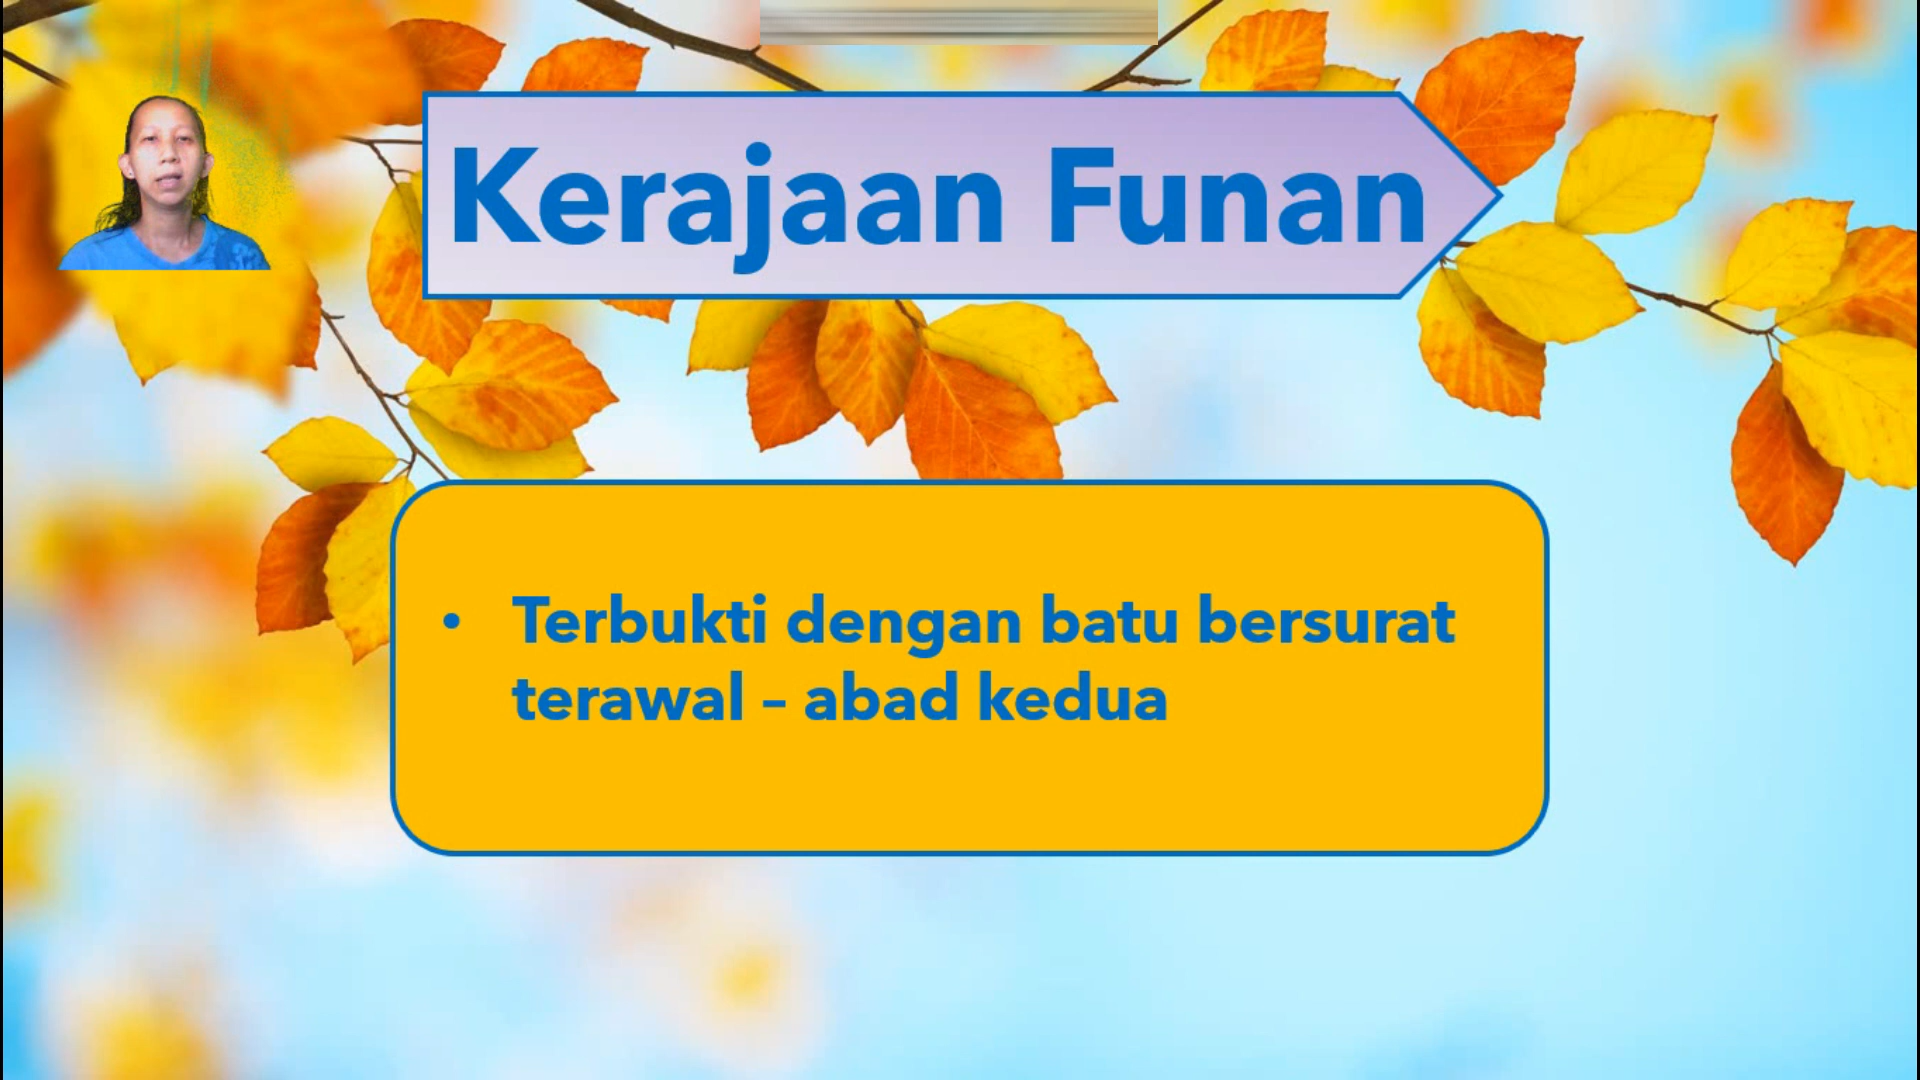 Kerajaan Funan
• Terbukti dengan batu bersurat
terawal – abad kedua